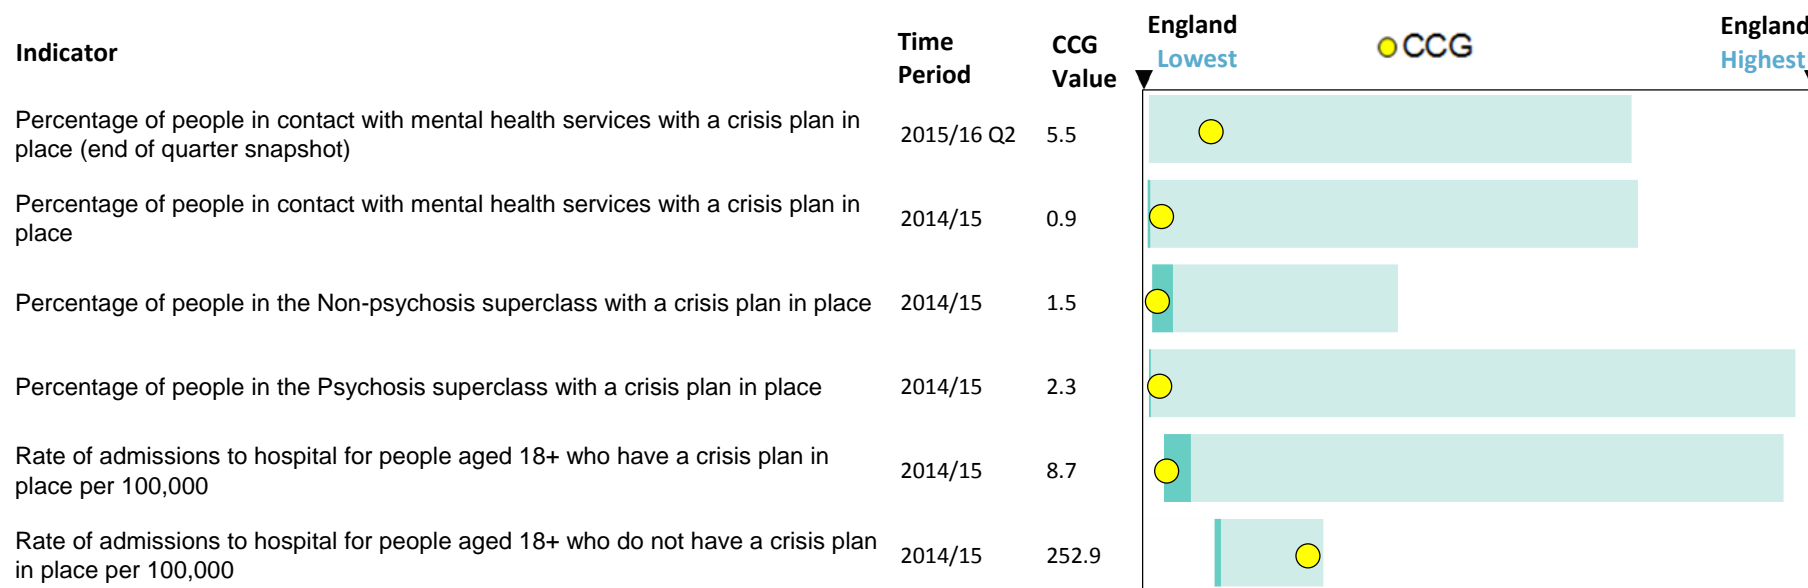 Indicator
Time
Period
CCG
Value
England
Lowest
CCG
England
Highest
Percentage of people in contact with mental health services with a crisis plan in
place (end of quarter snapshot)
2015/16 Q2
5.5
Percentage of people in contact with mental health services with a crisis plan in
place
2014/15
0.9
Percentage of people in the Non-psychosis superclass with a crisis plan in place
2014/15
1.5
Percentage of people in the Psychosis superclass with a crisis plan in place
2014/15
2.3
Rate of admissions to hospital for people aged 18+ who have a crisis plan in
place per 100,000
2014/15
8.7
Rate of admissions to hospital for people aged 18+ who do not have a crisis plan
in place per 100,000
2014/15
252.9